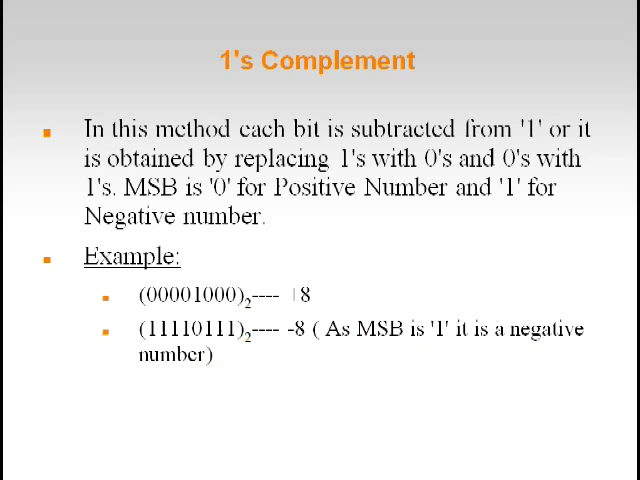 1's Complement
In this method each bit is subtracted from '1' or it
is obtained by replacing 1's with 0's and 0's with
1's. MSB is '0' for Positive Number and '1' for
Negative number.
Example:
(00001000)₂---- +8
(11110111)₂---- -8 ( As MSB is '1' it is a negative
number)